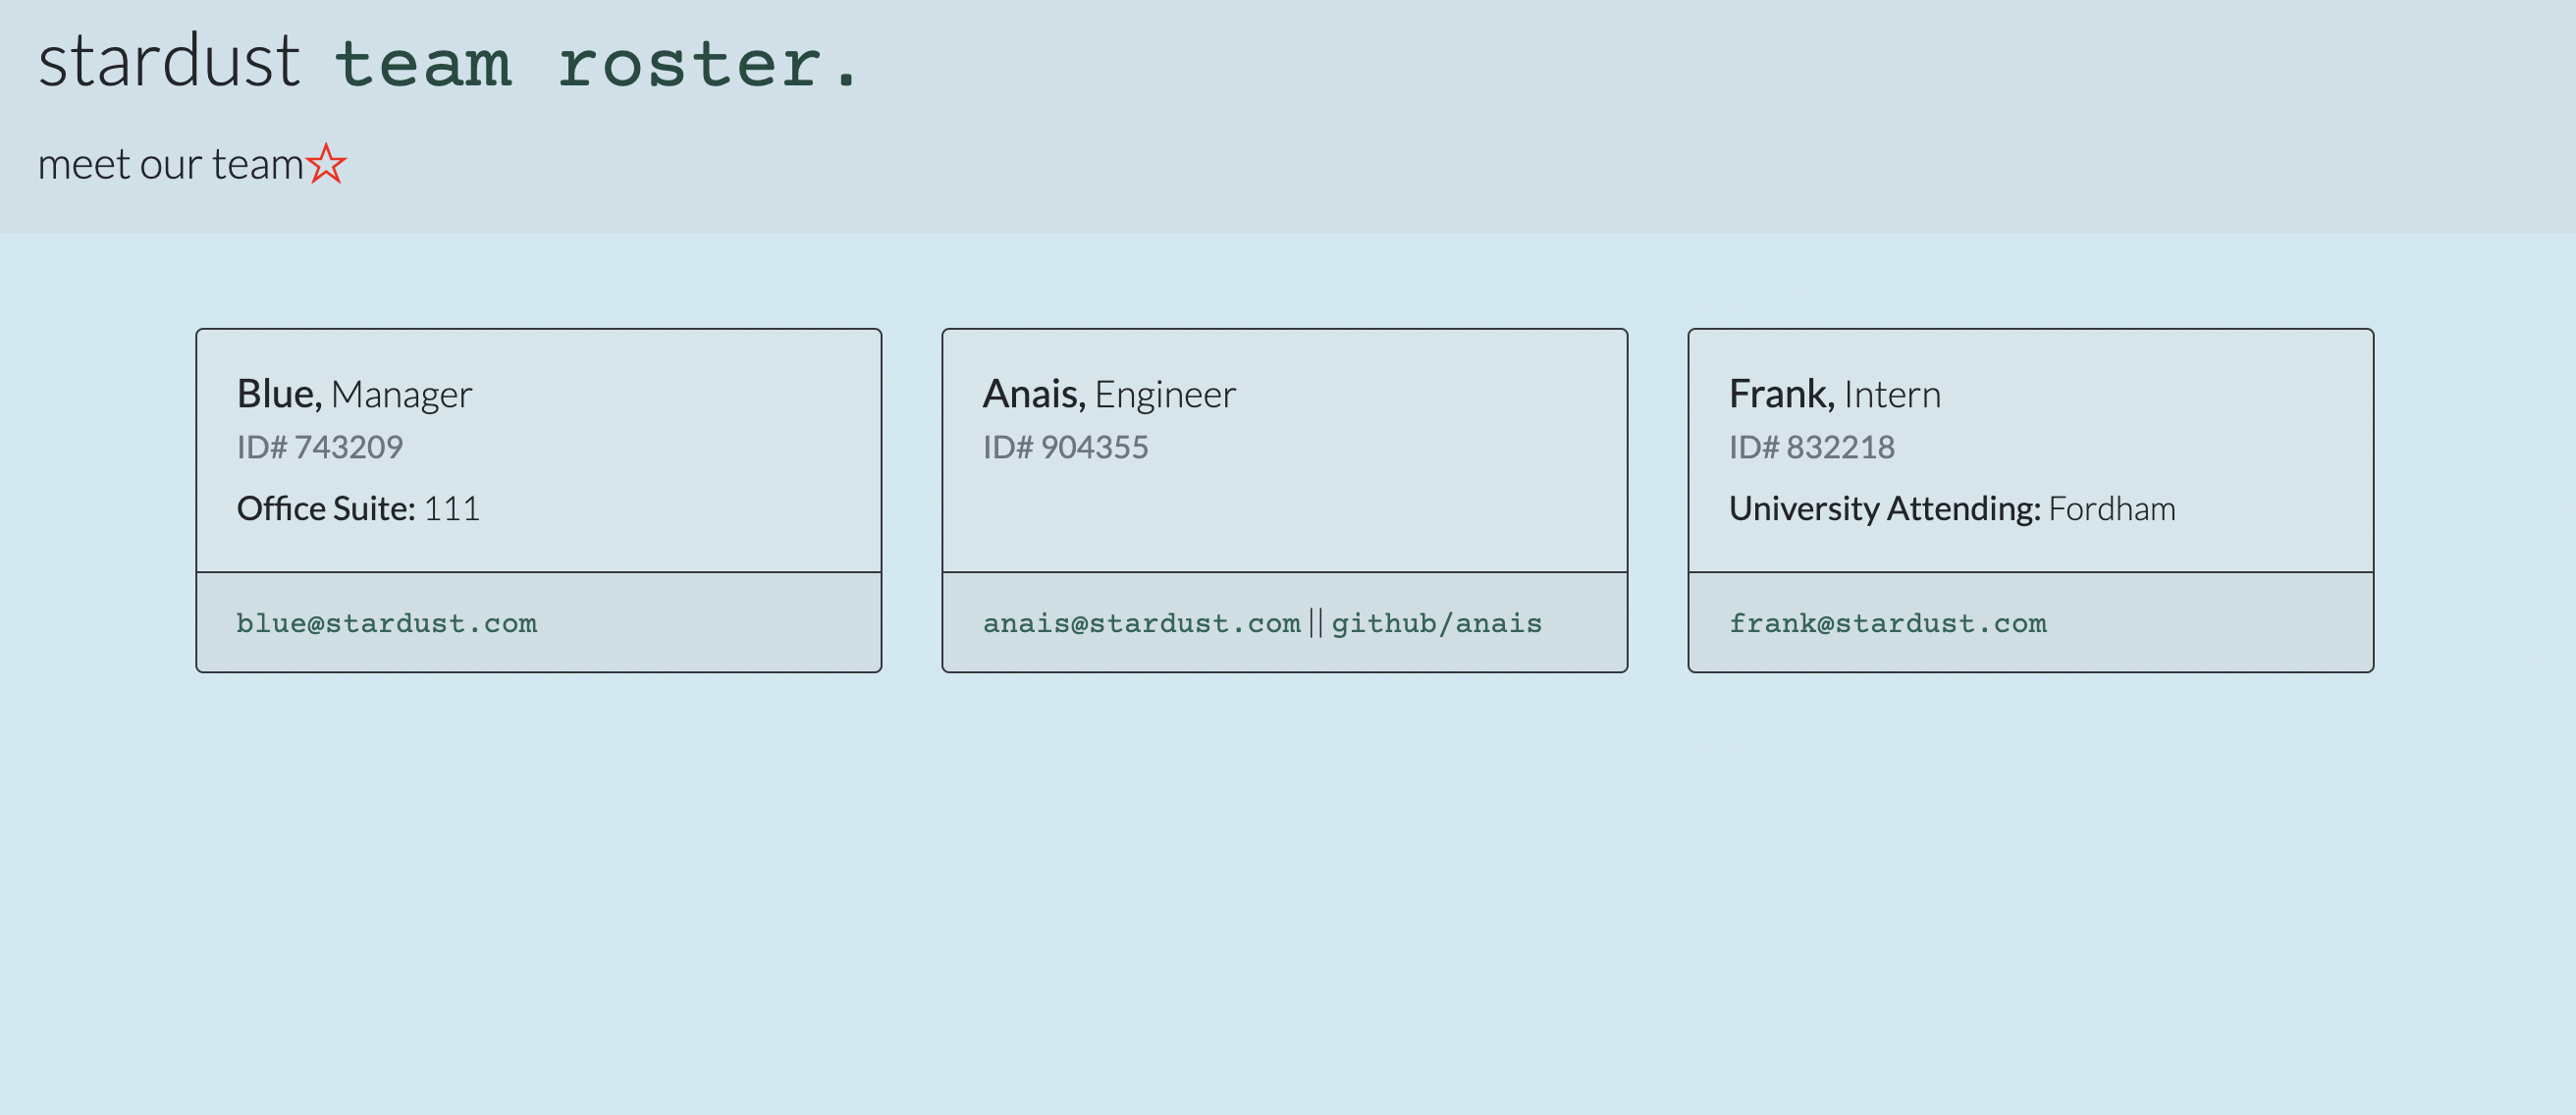 stardust team roster.
meet our team☆
Blue, Manager
ID# 743209
Office Suite: 111
blue@stardust.com
Anais, Engineer
ID# 904355
anais@stardust.com || github/anais
Frank, Intern
ID# 832218
University Attending: Fordham
frank@stardust.com